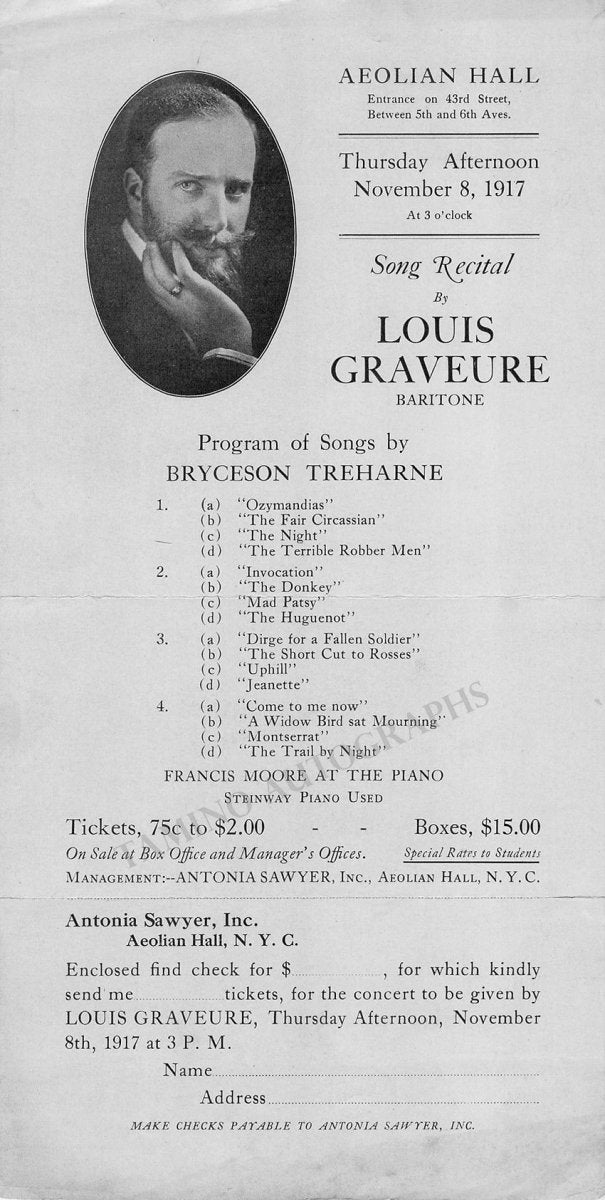 AEOLIAN HALL
Entrance on 43rd Street,
Between 5th and 6th Aves.
Thursday Afternoon
November 8, 1917
At 3 o'clock
Song Recital
By
LOUIS
GRAVEURE
BARITONE
Program of Songs by
BRYCESON TREHARNE
1. (a) "Ozymandias"
(b) "The Fair Circassian"
(c) "The Night"
(d) "The Terrible Robber Men"
2. (a) "Invocation"
(b) "The Donkey"
(c) "Mad Patsy"
(d) "The Huguenot"
3. (a) "Dirge for a Fallen Soldier"
(b) "The Short Cut to Rosses"
(c) "Uphill"
(d) "Jeanette"
4. (a) "Come to me now"
(b) "A Widow Bird sat Mourning"
(c) "Montserrat"
(d) "The Trail by Night"
FRANCIS MOORE AT THE PIANO
STEINWAY PIANO USED
TAMINO AUTOGRAPHS
Tickets, 75c to $2.00 - - Boxes, $15.00
On Sale at Box Office and Manager's Offices. Special Rates to Students
MANAGEMENT:--ANTONIA SAWYER, INC., AEOLIAN HALL, N. Y. C.
Antonia Sawyer, Inc.
Aeolian Hall, N. Y. C.
Enclosed find check for $..............., for which kindly
send me...............tickets, for the concert to be given by
LOUIS GRAVEURE, Thursday Afternoon, November
8th, 1917 at 3 P. M.
Name...............
Address...............
MAKE CHECKS PAYABLE TO ANTONIA SAWYER, INC.